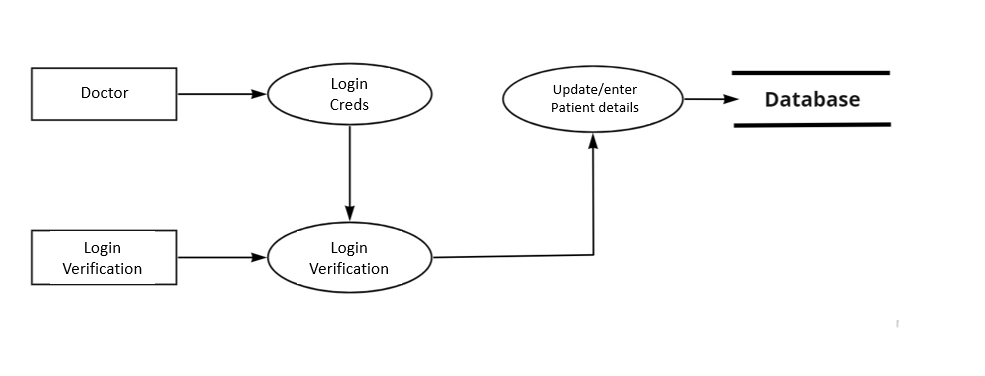 Doctor
Login
Creds
Update/enter
Patient details
Database
Login
Verification
Login
Verification